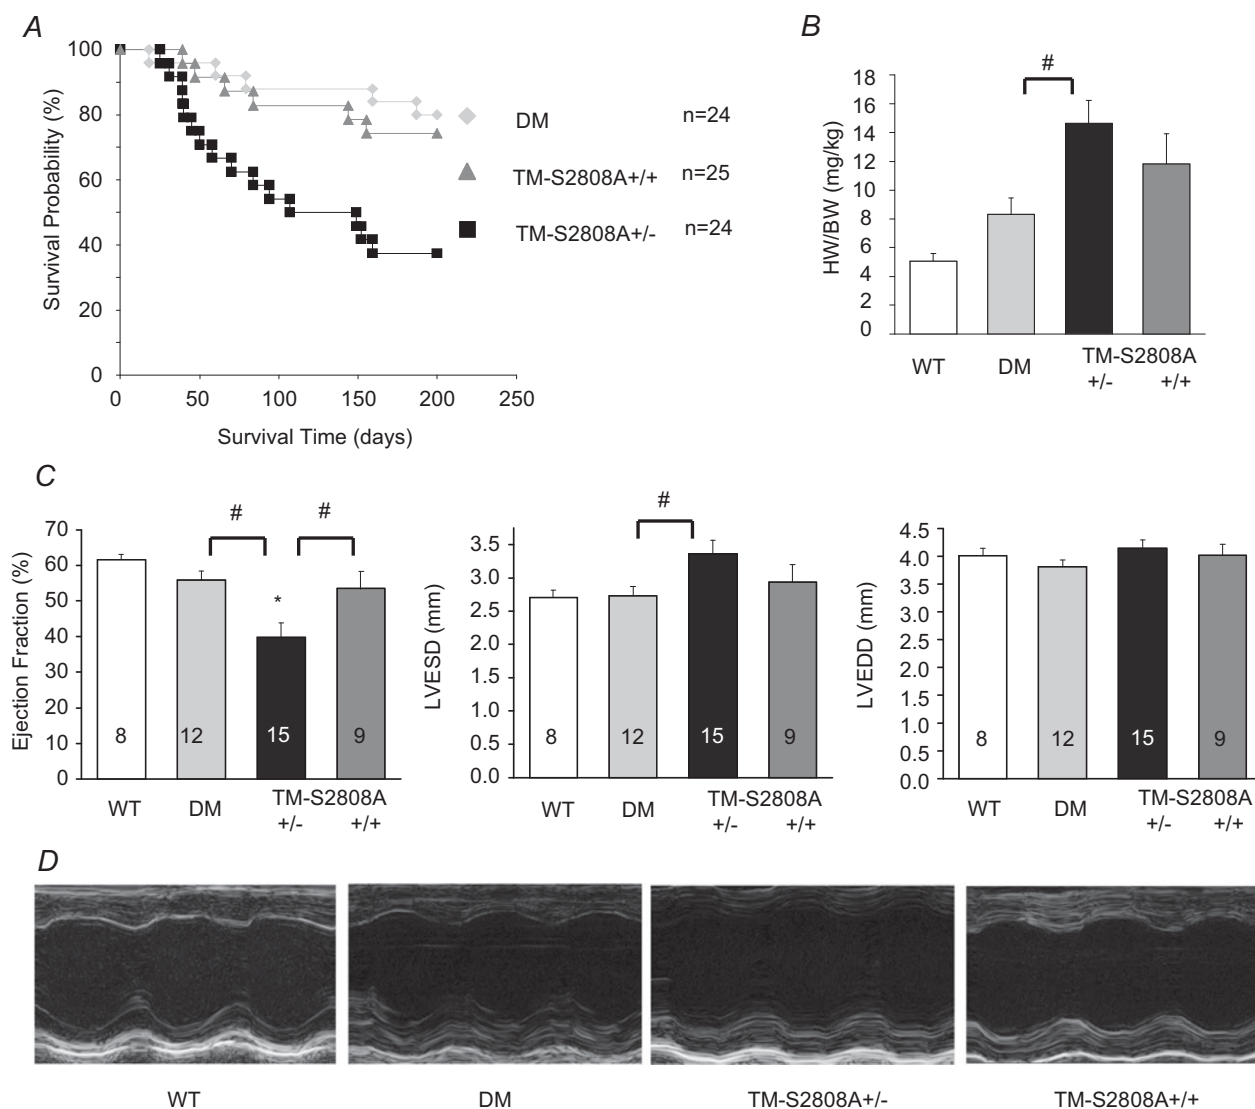 A
Survival Probability (%)
100
80
60
40
20
0
0 50 100 150 200 250
Survival Time (days)
DM n=24
TM-S2808A+/+ n=25
TM-S2808A+/- n=24
B
#
HW/BW (mg/kg)
18
16
14
12
10
8
6
4
2
0
WT DM TM-S2808A
+/- +/+
C
# #
Ejection Fraction (%)
70
60
50
40
30
20
10
0
*
8 12 15 9
WT DM TM-S2808A
+/- +/+
#
LVESD (mm)
3.5
3.0
2.5
2.0
1.5
1.0
0.5
0.0
8 12 15 9
WT DM TM-S2808A
+/- +/+
LVEDD (mm)
4.5
4.0
3.5
3.0
2.5
2.0
1.5
1.0
0.5
0.0
8 12 15 9
WT DM TM-S2808A
+/- +/+
D
WT DM TM-S2808A+/- TM-S2808A+/+